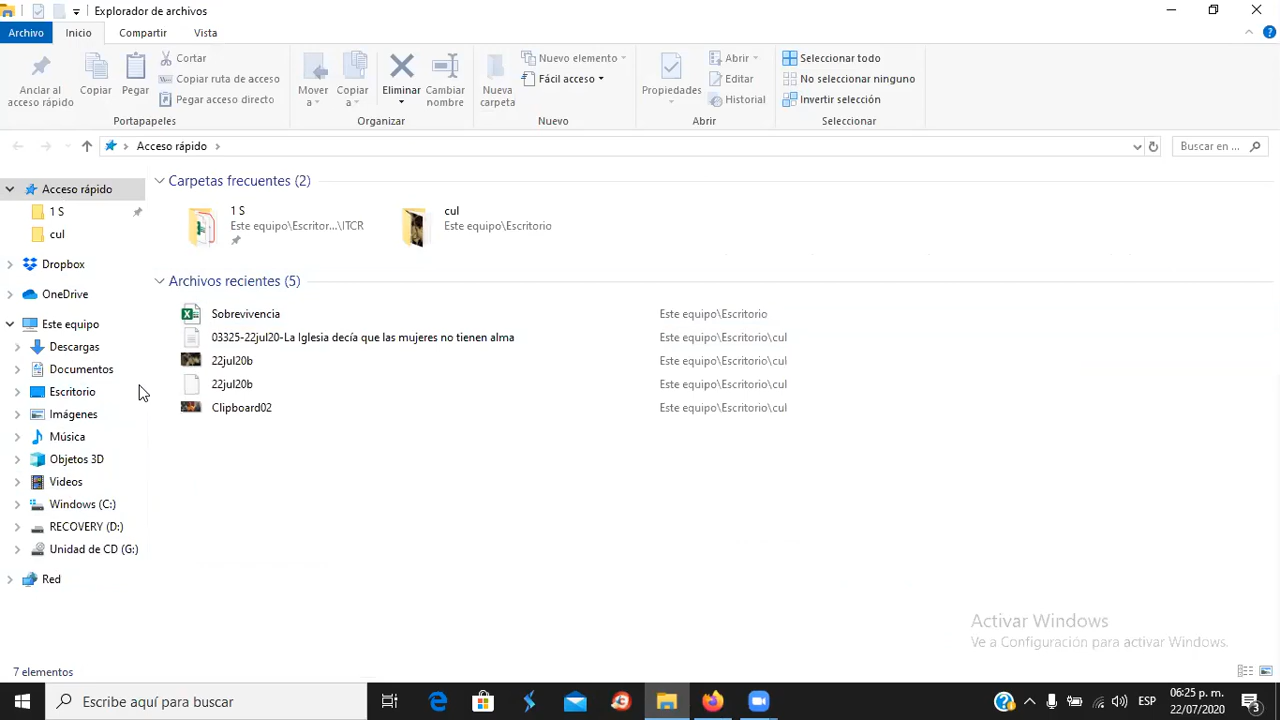 Explorador de archivos
Archivo Inicio Compartir Vista
Anclar al acceso rápido
Copiar
Pegar
Cortar
Copiar ruta de acceso
Pegar acceso directo
Portapapeles
Mover a
Copiar a
Eliminar
Cambiar nombre
Organizar
Nueva carpeta
Nuevo elemento
Fácil acceso
Nuevo
Propiedades
Abrir
Editar
Historial
Abrir
Seleccionar todo
No seleccionar ninguno
Invertir selección
Seleccionar
Acceso rápido
Buscar en ...
Acceso rápido
1 S
cul
Dropbox
OneDrive
Este equipo
Descargas
Documentos
Escritorio
Imágenes
Música
Objetos 3D
Videos
Windows (C:)
RECOVERY (D:)
Unidad de CD (G:)
Red
Carpetas frecuentes (2)
1 S
Este equipo\Escritor...\ITCR
cul
Este equipo\Escritorio
Archivos recientes (5)
Sobrevivencia Este equipo\Escritorio
03325-22jul20-La Iglesia decía que las mujeres no tienen alma Este equipo\Escritorio\cul
22jul20b Este equipo\Escritorio\cul
22jul20b Este equipo\Escritorio\cul
Clipboard02 Este equipo\Escritorio\cul
Activar Windows
Ve a Configuración para activar Windows.
7 elementos
Escribe aquí para buscar
ESP
06:25 p. m.
22/07/2020
3